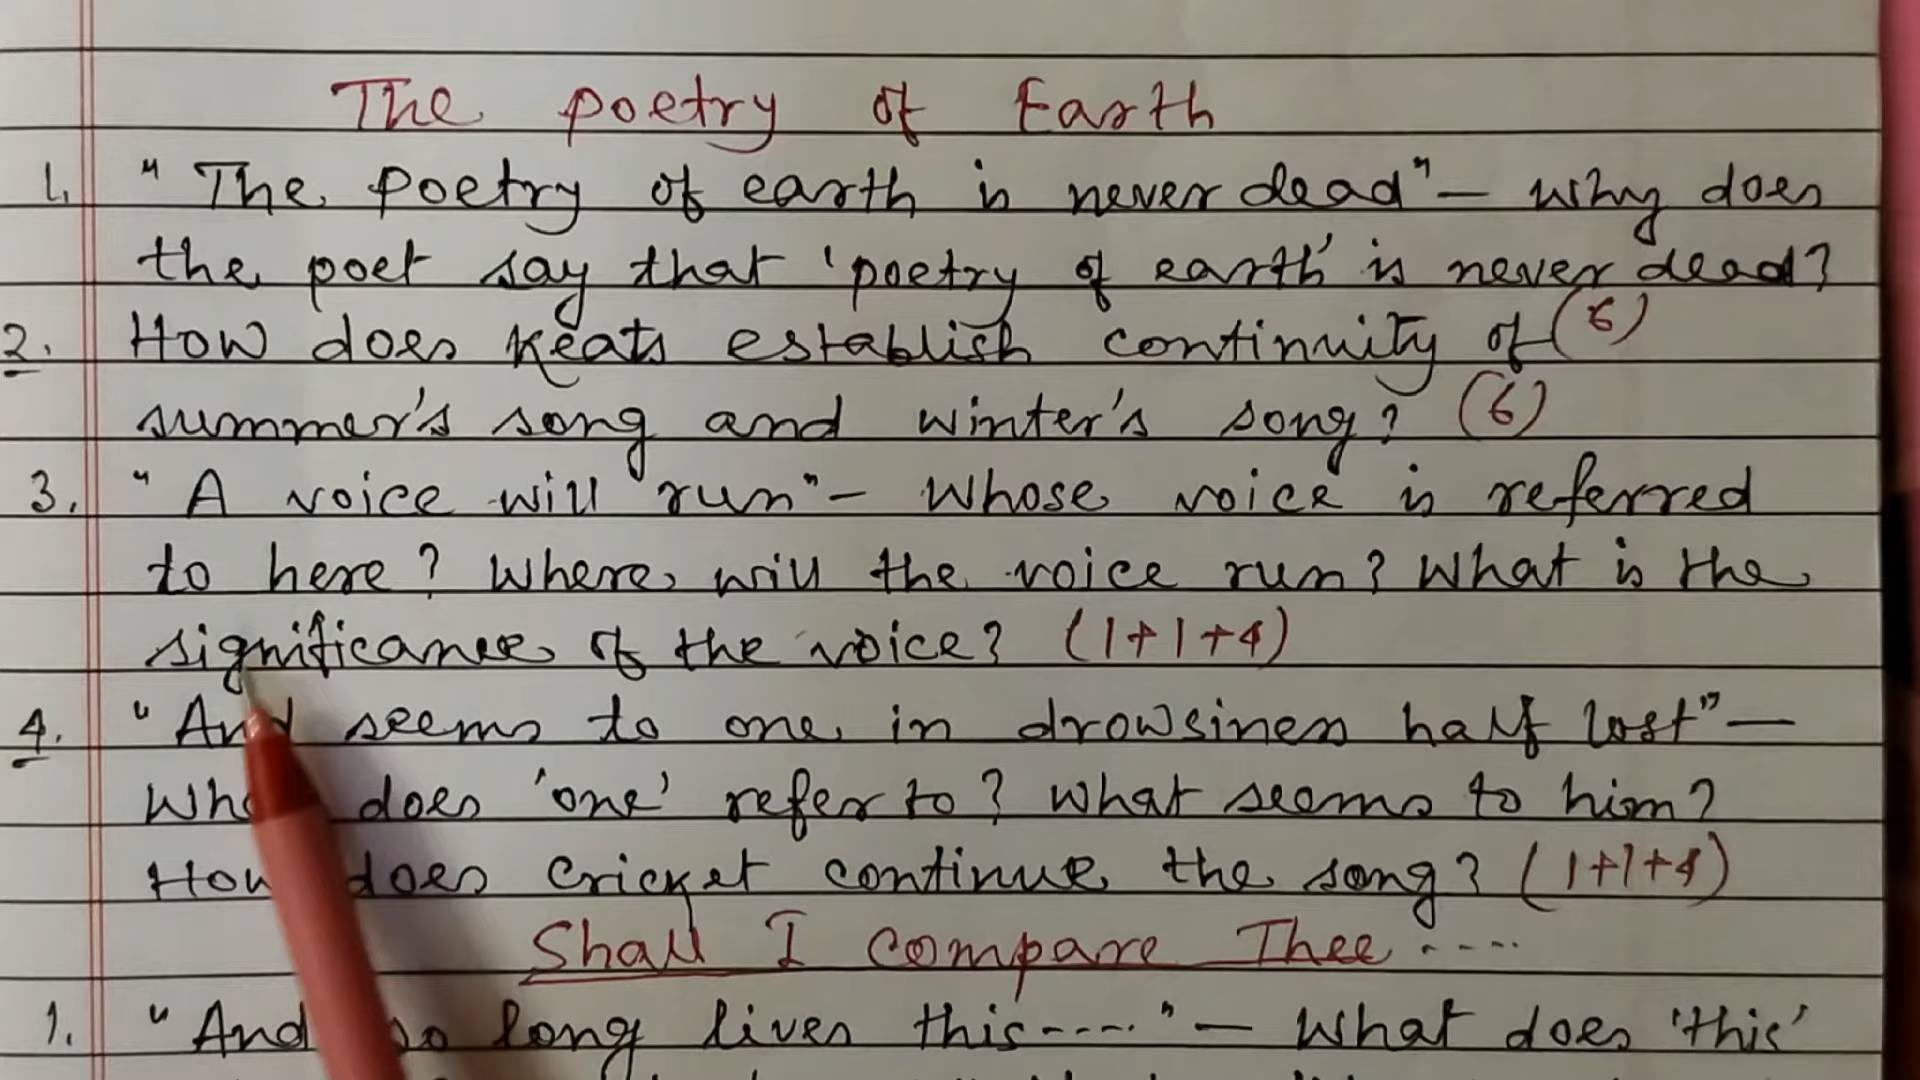 The Poetry of Earth
1. "The Poetry of earth is never dead" - why does
the poet say that 'poetry of earth' is never dead?
2. How does Keats establish continuity of (6)
summer's song and winter's song? (6)
3. "A voice will run" - Whose voice is referred
to here? Where will the voice run? What is the
significance of the voice? (1+1+4)
4. "And seems to one in drowsiness half lost" -
does 'one' refer to? What seems to him?
How does cricket continue the song? (1+1+4)
Shall I Compare Thee ....
1. "And so long lives this....." - What does 'this'